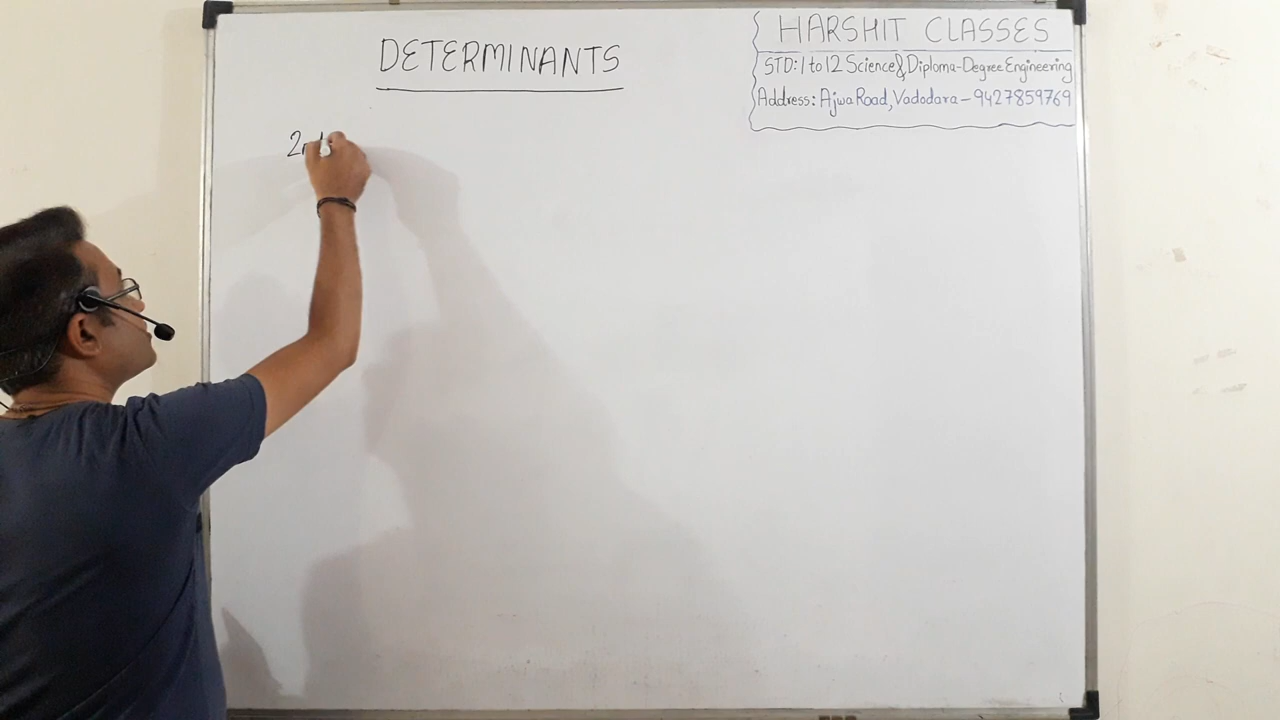 DETERMINANTS
HARSHIT CLASSES
STD: 1 to 12 Science & Diploma-Degree Engineering
Address: Ajwa Road, Vadodara - 9427859769